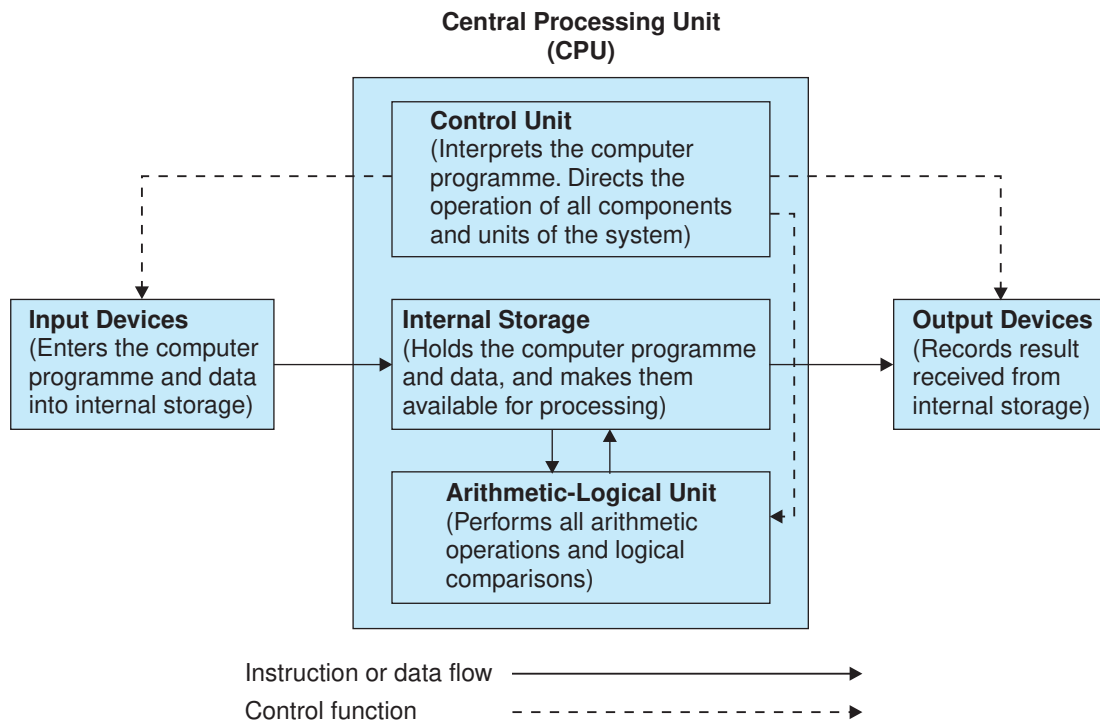 Central Processing Unit
(CPU)
Control Unit
(Interprets the computer
programme. Directs the
operation of all components
and units of the system)
Input Devices
(Enters the computer
programme and data
into internal storage)
Internal Storage
(Holds the computer programme
and data, and makes them
available for processing)
Output Devices
(Records result
received from
internal storage)
Arithmetic-Logical Unit
(Performs all arithmetic
operations and logical
comparisons)
Instruction or data flow
Control function